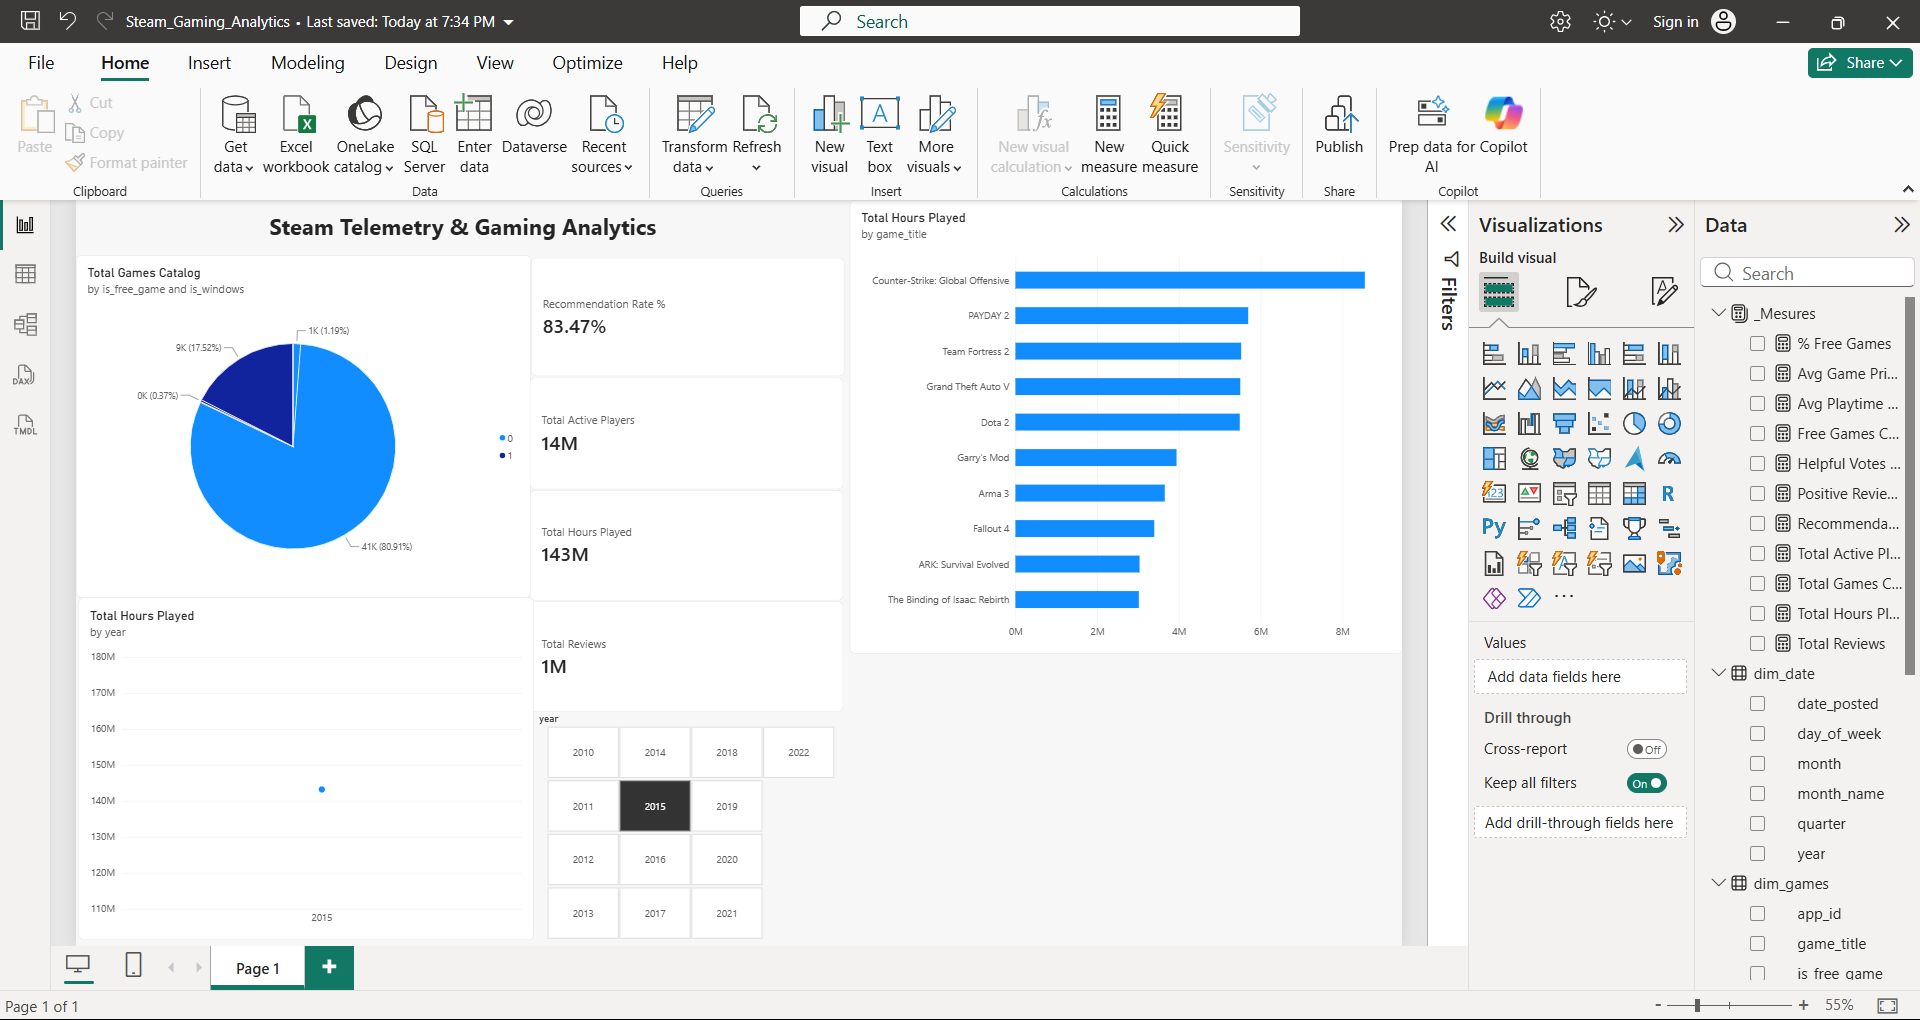 Steam_Gaming_Analytics • Last saved: Today at 7:34 PM
Search
Sign in
File
Home
Insert
Modeling
Design
View
Optimize
Help
Share
Paste
Cut
Copy
Format painter
Clipboard
Get data
Excel workbook
OneLake catalog
SQL Server
Enter data
Dataverse
Recent sources
Data
Transform data
Refresh
Queries
New visual
Text box
More visuals
Insert
New visual calculation
New measure
Quick measure
Calculations
Sensitivity
Sensitivity
Publish
Share
Prep data for AI
Copilot
Copilot
Steam Telemetry & Gaming Analytics
Total Games Catalog
by is_free_game and is_windows
1K (1.19%)
9K (17.52%)
0K (0.37%)
41K (80.91%)
0
1
Recommendation Rate %
83.47%
Total Active Players
14M
Total Hours Played
143M
Total Reviews
1M
Total Hours Played
by game_title
Counter-Strike: Global Offensive
PAYDAY 2
Team Fortress 2
Grand Theft Auto V
Dota 2
Garry's Mod
Arma 3
Fallout 4
ARK: Survival Evolved
The Binding of Isaac: Rebirth
0M
2M
4M
6M
8M
Total Hours Played
by year
180M
170M
160M
150M
140M
130M
120M
110M
2015
year
2010
2014
2018
2022
2011
2015
2019
2012
2016
2020
2013
2017
2021
DAX
TMDL
Filters
Visualizations
Build visual
123
R
Py
Values
Add data fields here
Drill through
Cross-report
Off
Keep all filters
On
Add drill-through fields here
Data
Search
_Mesures
% Free Games
Avg Game Pri...
Avg Playtime ...
Free Games C...
Helpful Votes ...
Positive Revie...
Recommenda...
Total Active Pl...
Total Games C...
Total Hours Pl...
Total Reviews
dim_date
date_posted
day_of_week
month
month_name
quarter
year
dim_games
app_id
game_title
is_free_game
Page 1
Page 1 of 1
- + 55%